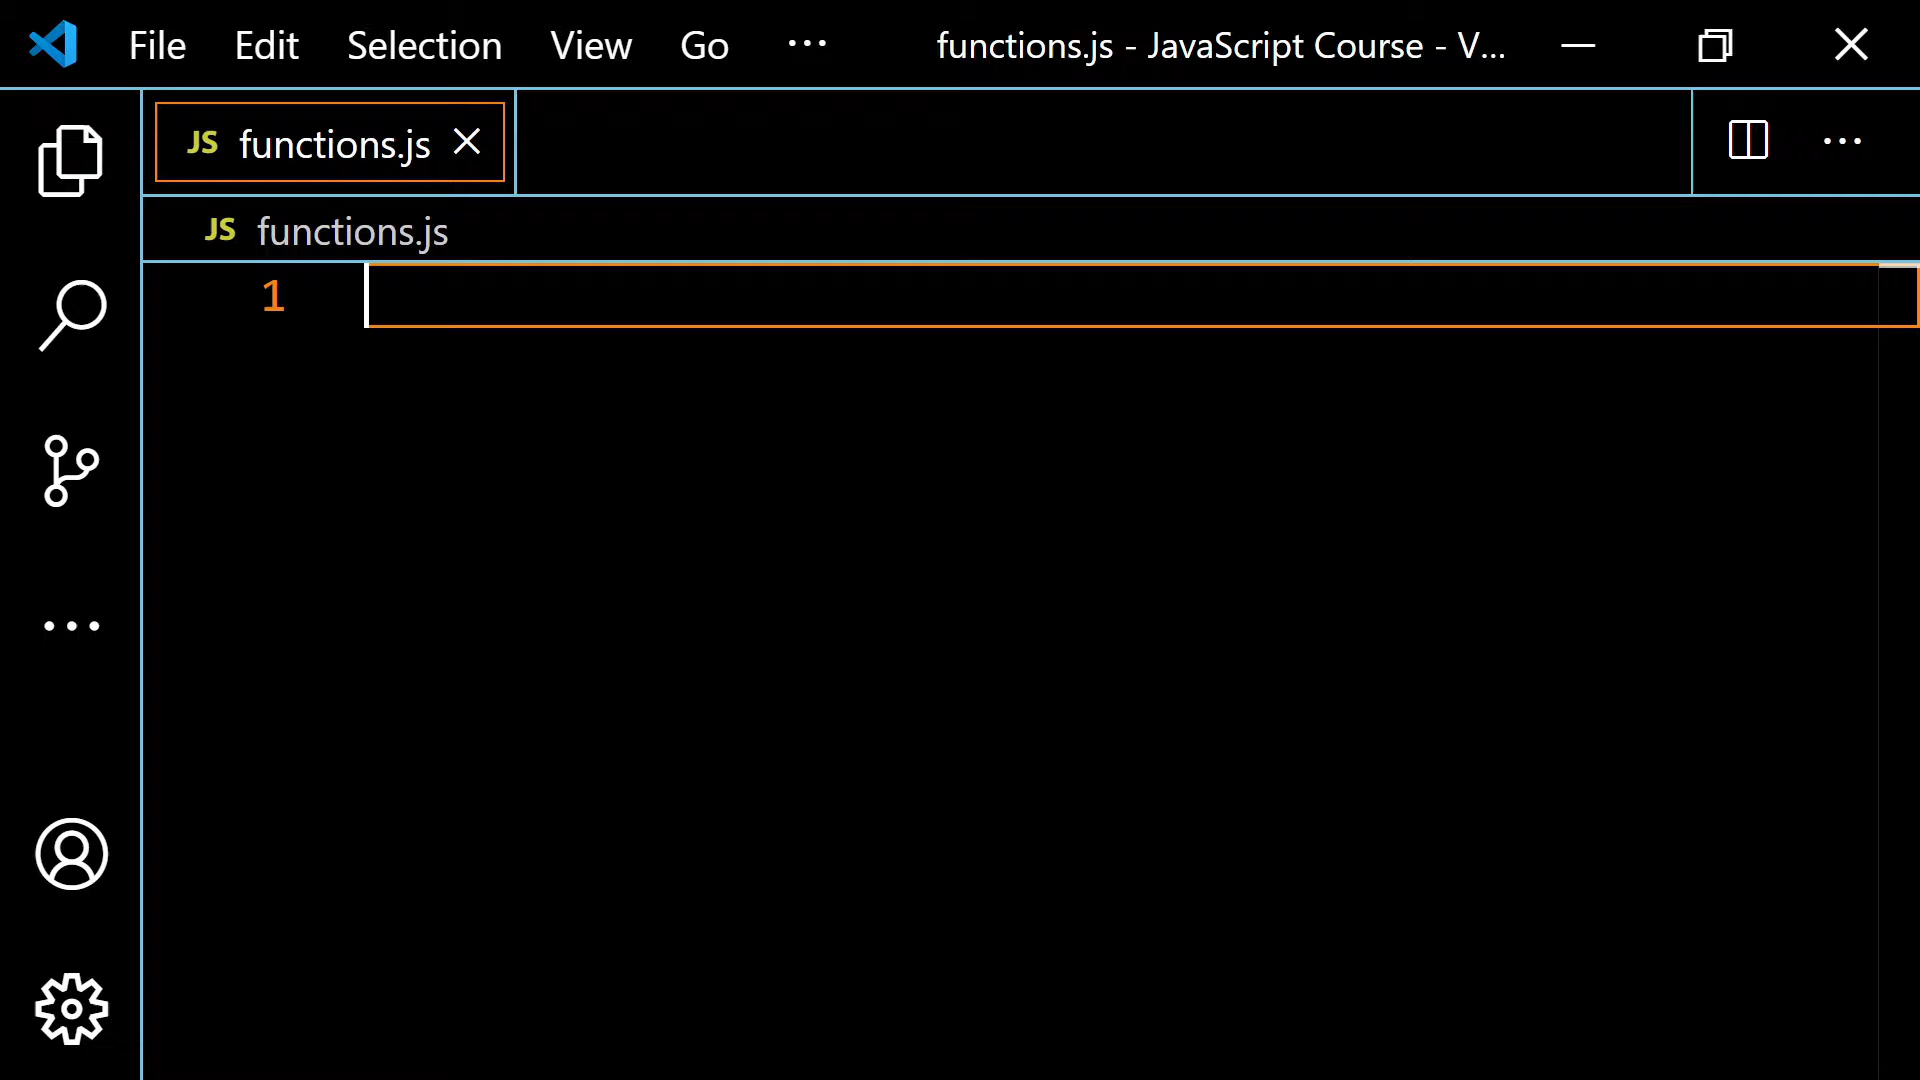 File Edit Selection View Go ··· functions.js - JavaScript Course - V...
JS functions.js
JS functions.js
1